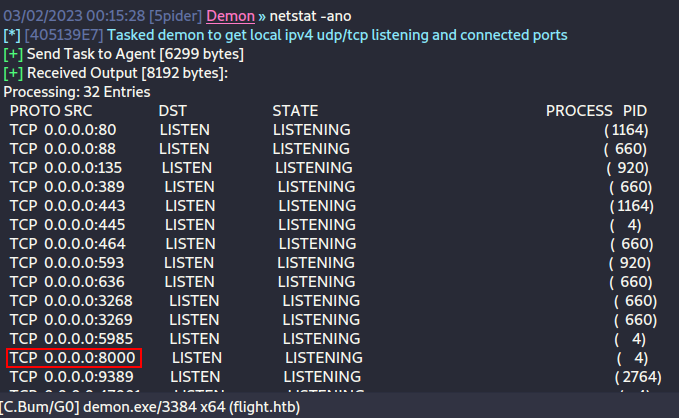 03/02/2023 00:15:28 [5pider] Demon » netstat -ano
[*] [405139E7] Tasked demon to get local ipv4 udp/tcp listening and connected ports
[+] Send Task to Agent [6299 bytes]
[+] Received Output [8192 bytes]:
Processing: 32 Entries
PROTO SRC DST STATE PROCESS PID
TCP 0.0.0.0:80 LISTEN LISTENING (1164)
TCP 0.0.0.0:88 LISTEN LISTENING ( 660)
TCP 0.0.0.0:135 LISTEN LISTENING ( 920)
TCP 0.0.0.0:389 LISTEN LISTENING ( 660)
TCP 0.0.0.0:443 LISTEN LISTENING (1164)
TCP 0.0.0.0:445 LISTEN LISTENING ( 4)
TCP 0.0.0.0:464 LISTEN LISTENING ( 660)
TCP 0.0.0.0:593 LISTEN LISTENING ( 920)
TCP 0.0.0.0:636 LISTEN LISTENING ( 660)
TCP 0.0.0.0:3268 LISTEN LISTENING ( 660)
TCP 0.0.0.0:3269 LISTEN LISTENING ( 660)
TCP 0.0.0.0:5985 LISTEN LISTENING ( 4)
TCP 0.0.0.0:8000 LISTEN LISTENING ( 4)
TCP 0.0.0.0:9389 LISTEN LISTENING ( 2764)
[C.Bum/G0] demon.exe/3384 x64 (flight.htb)